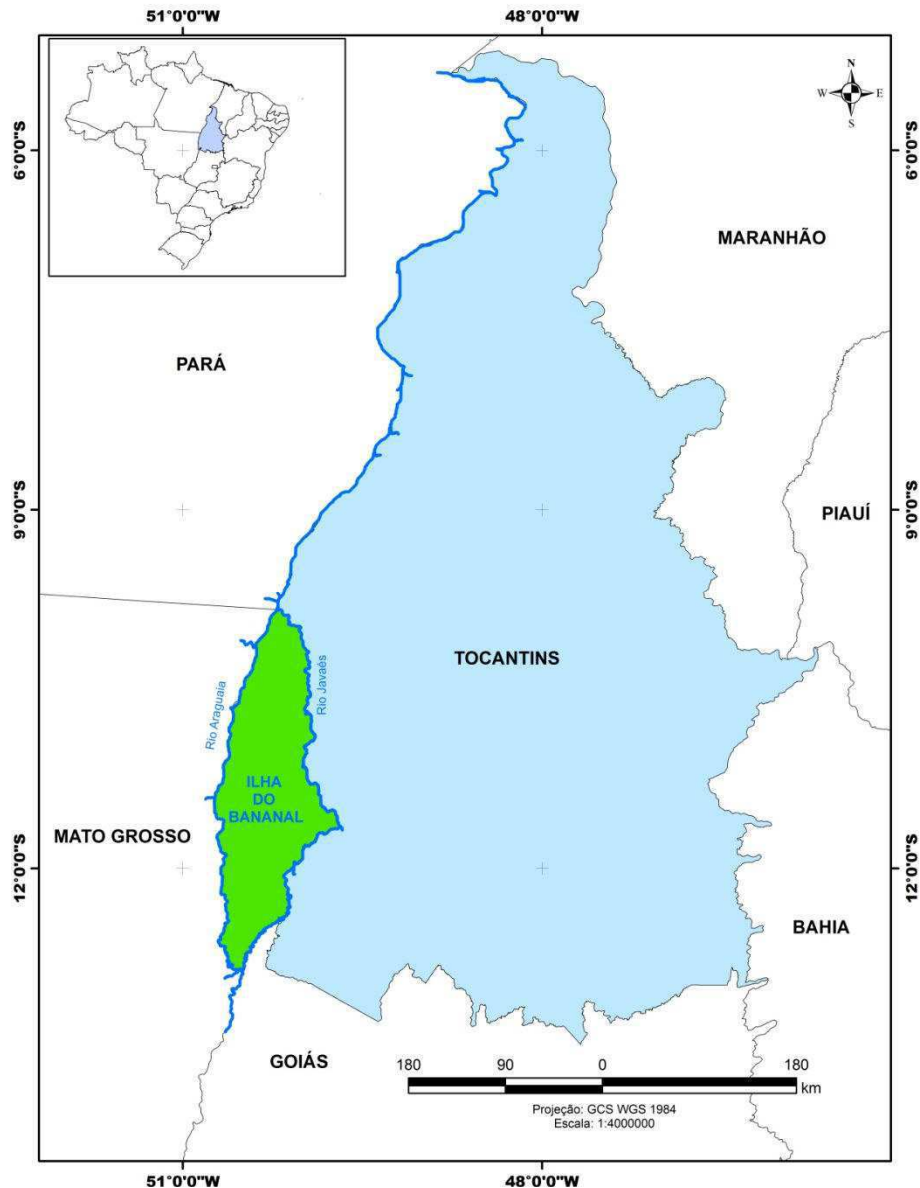 51°0'0"W
48°0'0"W
N
W
E
S
6°0'0"S
6°0'0"S
MARANHÃO
PARÁ
9°0'0"S
9°0'0"S
PIAUÍ
TOCANTINS
Rio Araguaia
Rio Javaés
ILHA
DO
BANANAL
MATO GROSSO
12°0'0"S
12°0'0"S
BAHIA
GOIÁS
180 90 0 180
km
Projeção: GCS WGS 1984
Escala: 1:4000000
51°0'0"W
48°0'0"W